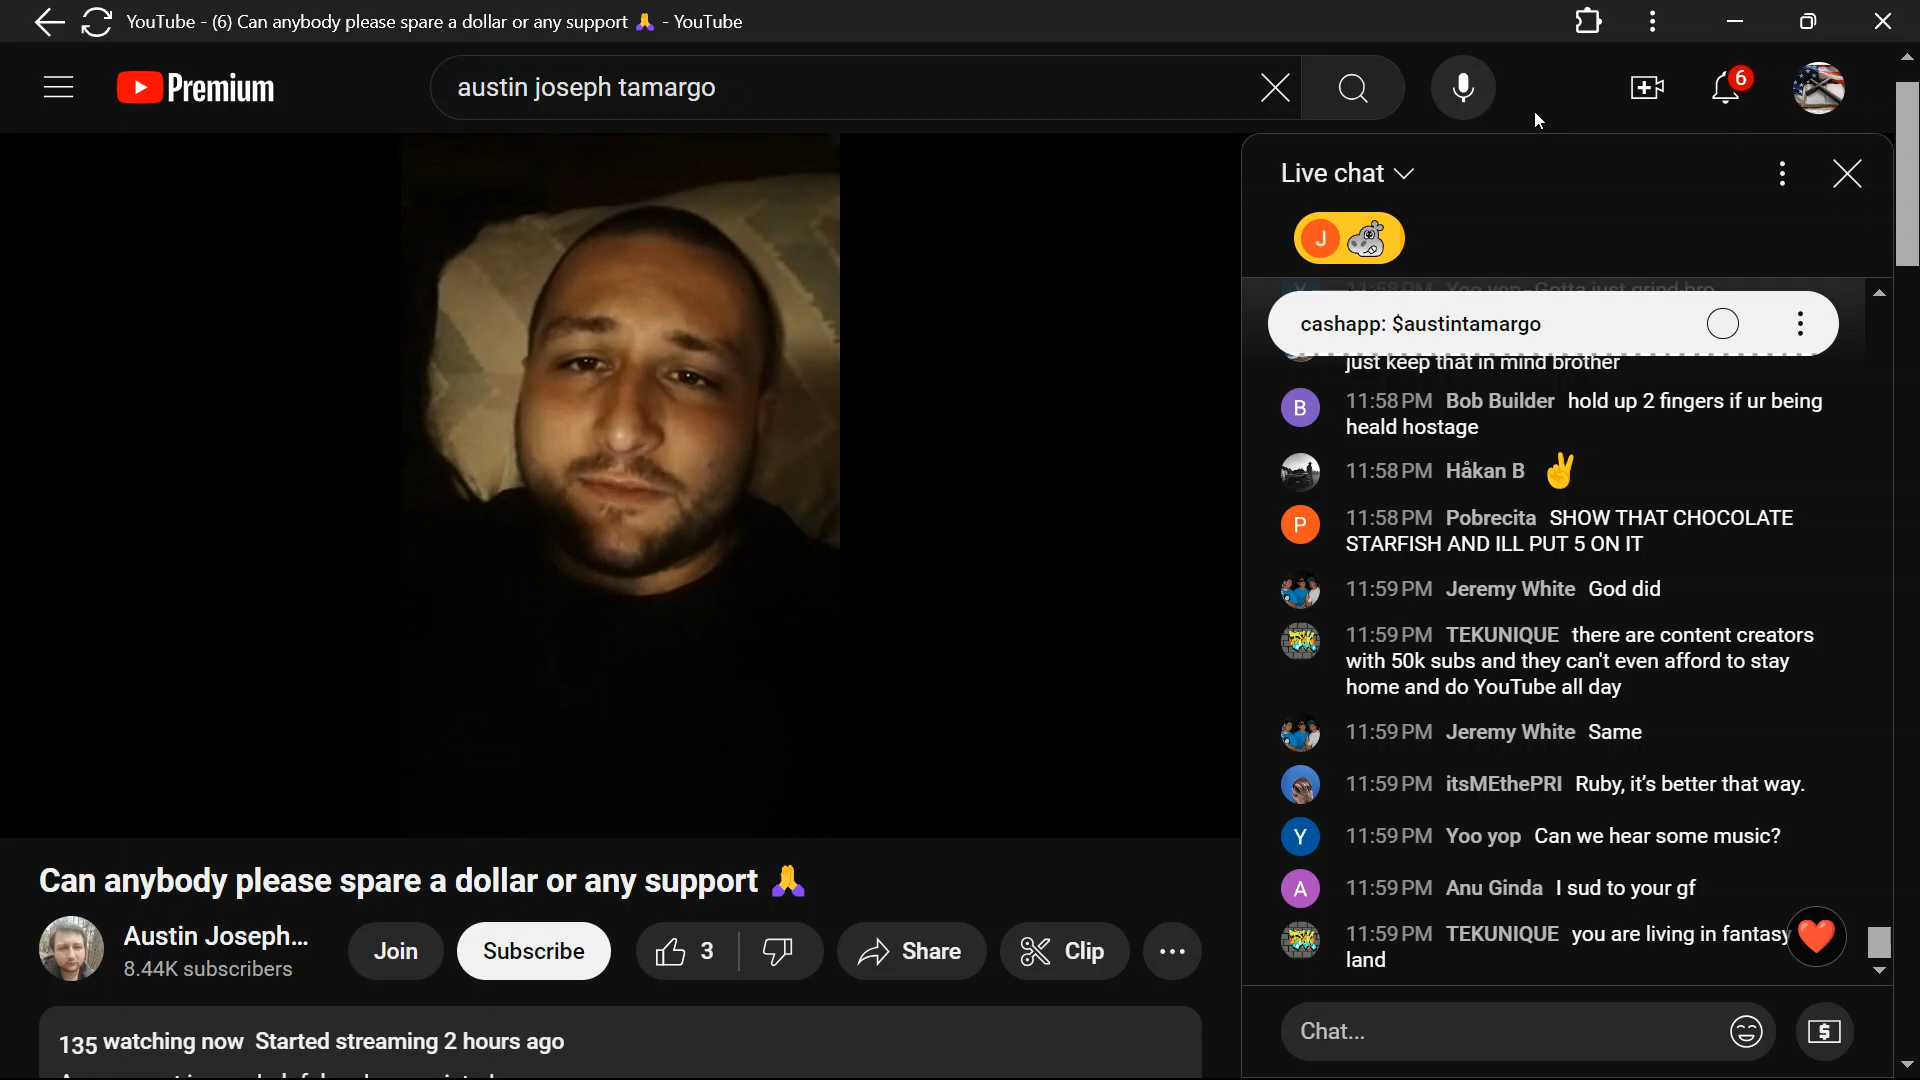 YouTube - (6) Can anybody please spare a dollar or any support 🙏 - YouTube
Premium
austin joseph tamargo
6
Live chat
J
cashapp: $austintamargo
just keep that in mind brother
B 11:58 PM Bob Builder hold up 2 fingers if ur being
heald hostage
11:58 PM Håkan B ✌️
P 11:58 PM Pobrecita SHOW THAT CHOCOLATE
STARFISH AND ILL PUT 5 ON IT
11:59 PM Jeremy White God did
11:59 PM TEKUNIQUE there are content creators
with 50k subs and they can't even afford to stay
home and do YouTube all day
11:59 PM Jeremy White Same
11:59 PM itsMEthePRI Ruby, it's better that way.
Y 11:59 PM Yoo yop Can we hear some music?
A 11:59 PM Anu Ginda I sud to your gf
11:59 PM TEKUNIQUE you are living in fantasy
land
Chat...
Can anybody please spare a dollar or any support 🙏
Austin Joseph...
8.44K subscribers
Join
Subscribe
3
Share
Clip
135 watching now Started streaming 2 hours ago